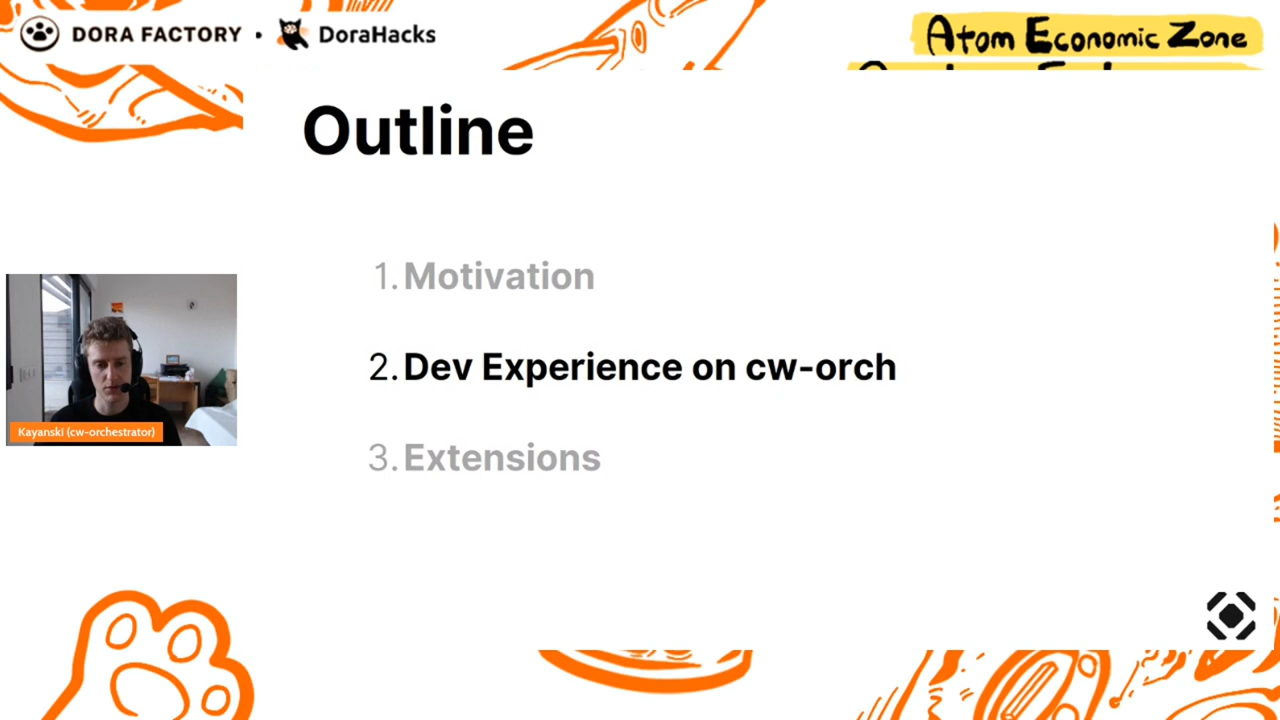 DORA FACTORY • DoraHacks
Atom Economic Zone
Outline
1. Motivation
2. Dev Experience on cw-orch
3. Extensions
Kayanski (cw-orchestrator)